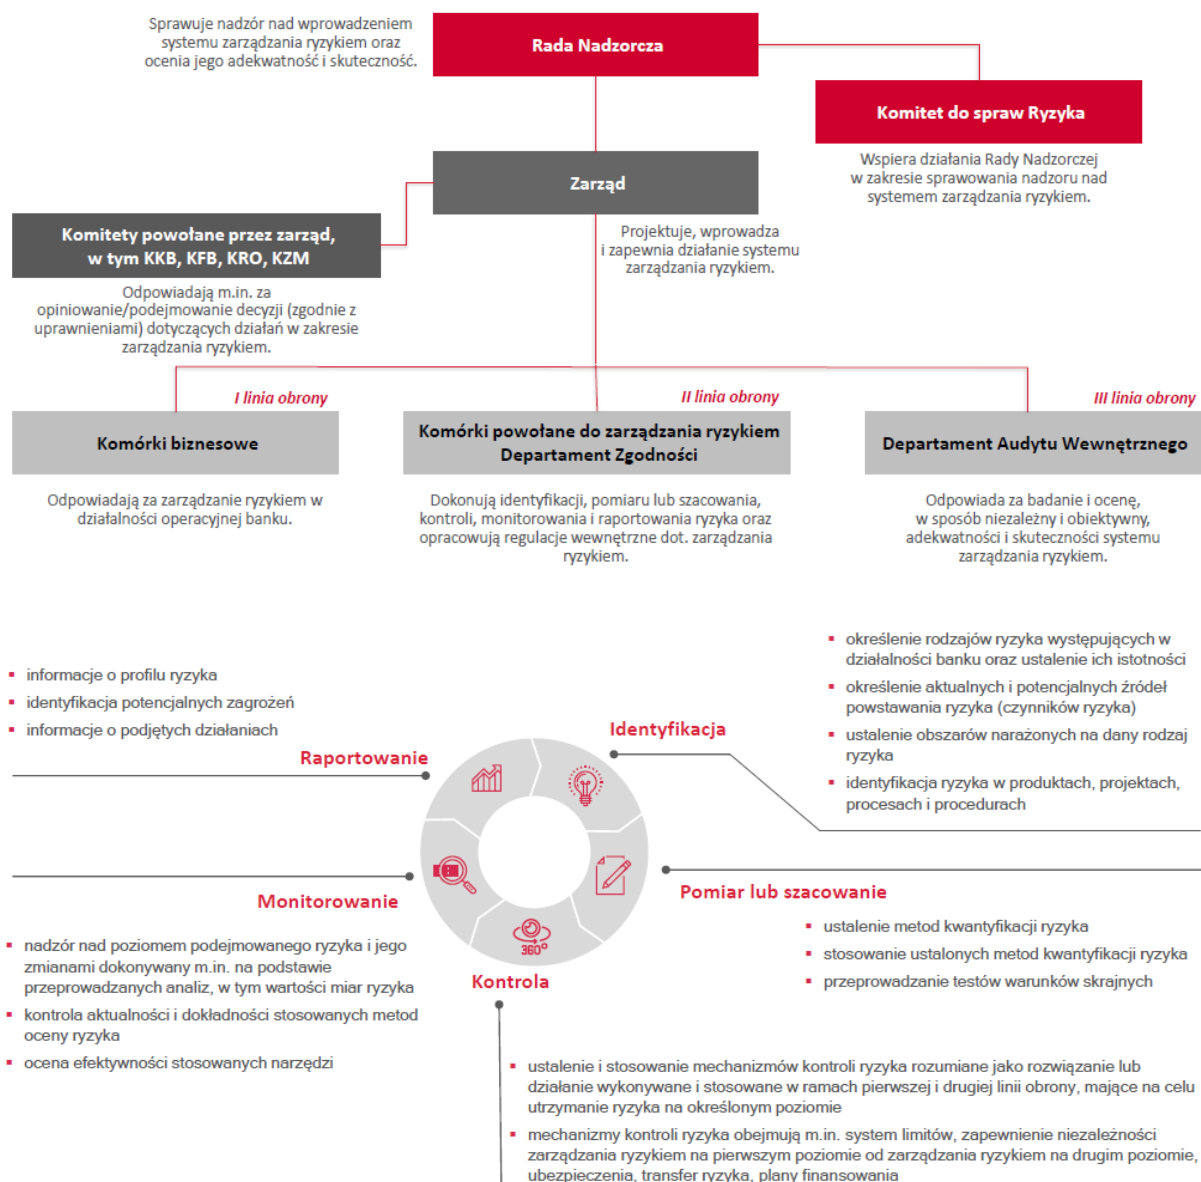 Sprawuje nadzór nad wprowadzeniem
systemu zarządzania ryzykiem oraz
ocenia jego adekwatność i skuteczność.
Rada Nadzorcza
Komitet do spraw Ryzyka
Wspiera działania Rady Nadzorczej
w zakresie sprawowania nadzoru nad
systemem zarządzania ryzykiem.
Zarząd
Projektuje, wprowadza
i zapewnia działanie systemu
zarządzania ryzykiem.
Komitety powołane przez zarząd,
w tym KKB, KFB, KRO, KZM
Odpowiadają m.in. za
opiniowanie/podejmowanie decyzji (zgodnie z
uprawnieniami) dotyczących działań w zakresie
zarządzania ryzykiem.
I linia obrony
Komórki biznesowe
Odpowiadają za zarządzanie ryzykiem w
działalności operacyjnej banku.
II linia obrony
Komórki powołane do zarządzania ryzykiem
Departament Zgodności
Dokonują identyfikacji, pomiaru lub szacowania,
kontroli, monitorowania i raportowania ryzyka oraz
opracowują regulacje wewnętrzne dot. zarządzania
ryzykiem.
III linia obrony
Departament Audytu Wewnętrznego
Odpowiada za badanie i ocenę,
w sposób niezależny i obiektywny,
adekwatności i skuteczności systemu
zarządzania ryzykiem.
informacje o profilu ryzyka
identyfikacja potencjalnych zagrożeń
informacje o podjętych działaniach
Raportowanie
Identyfikacja
określenie rodzajów ryzyka występujących w
działalności banku oraz ustalenie ich istotności
określenie aktualnych i potencjalnych źródeł
powstawania ryzyka (czynników ryzyka)
ustalenie obszarów narażonych na dany rodzaj
ryzyka
identyfikacja ryzyka w produktach, projektach,
procesach i procedurach
Monitorowanie
nadzór nad poziomem podejmowanego ryzyka i jego
zmianami dokonywany m.in. na podstawie
przeprowadzanych analiz, w tym wartości miar ryzyka
kontrola aktualności i dokładności stosowanych metod
oceny ryzyka
ocena efektywności stosowanych narzędzi
Pomiar lub szacowanie
ustalenie metod kwantyfikacji ryzyka
stosowanie ustalonych metod kwantyfikacji ryzyka
przeprowadzanie testów warunków skrajnych
360°
Kontrola
ustalenie i stosowanie mechanizmów kontroli ryzyka rozumiane jako rozwiązanie lub
działanie wykonywane i stosowane w ramach pierwszej i drugiej linii obrony, mające na celu
utrzymanie ryzyka na określonym poziomie
mechanizmy kontroli ryzyka obejmują m.in. system limitów, zapewnienie niezależności
zarządzania ryzykiem na pierwszym poziomie od zarządzania ryzykiem na drugim poziomie,
ubezpieczenia, transfer ryzyka, plany finansowania